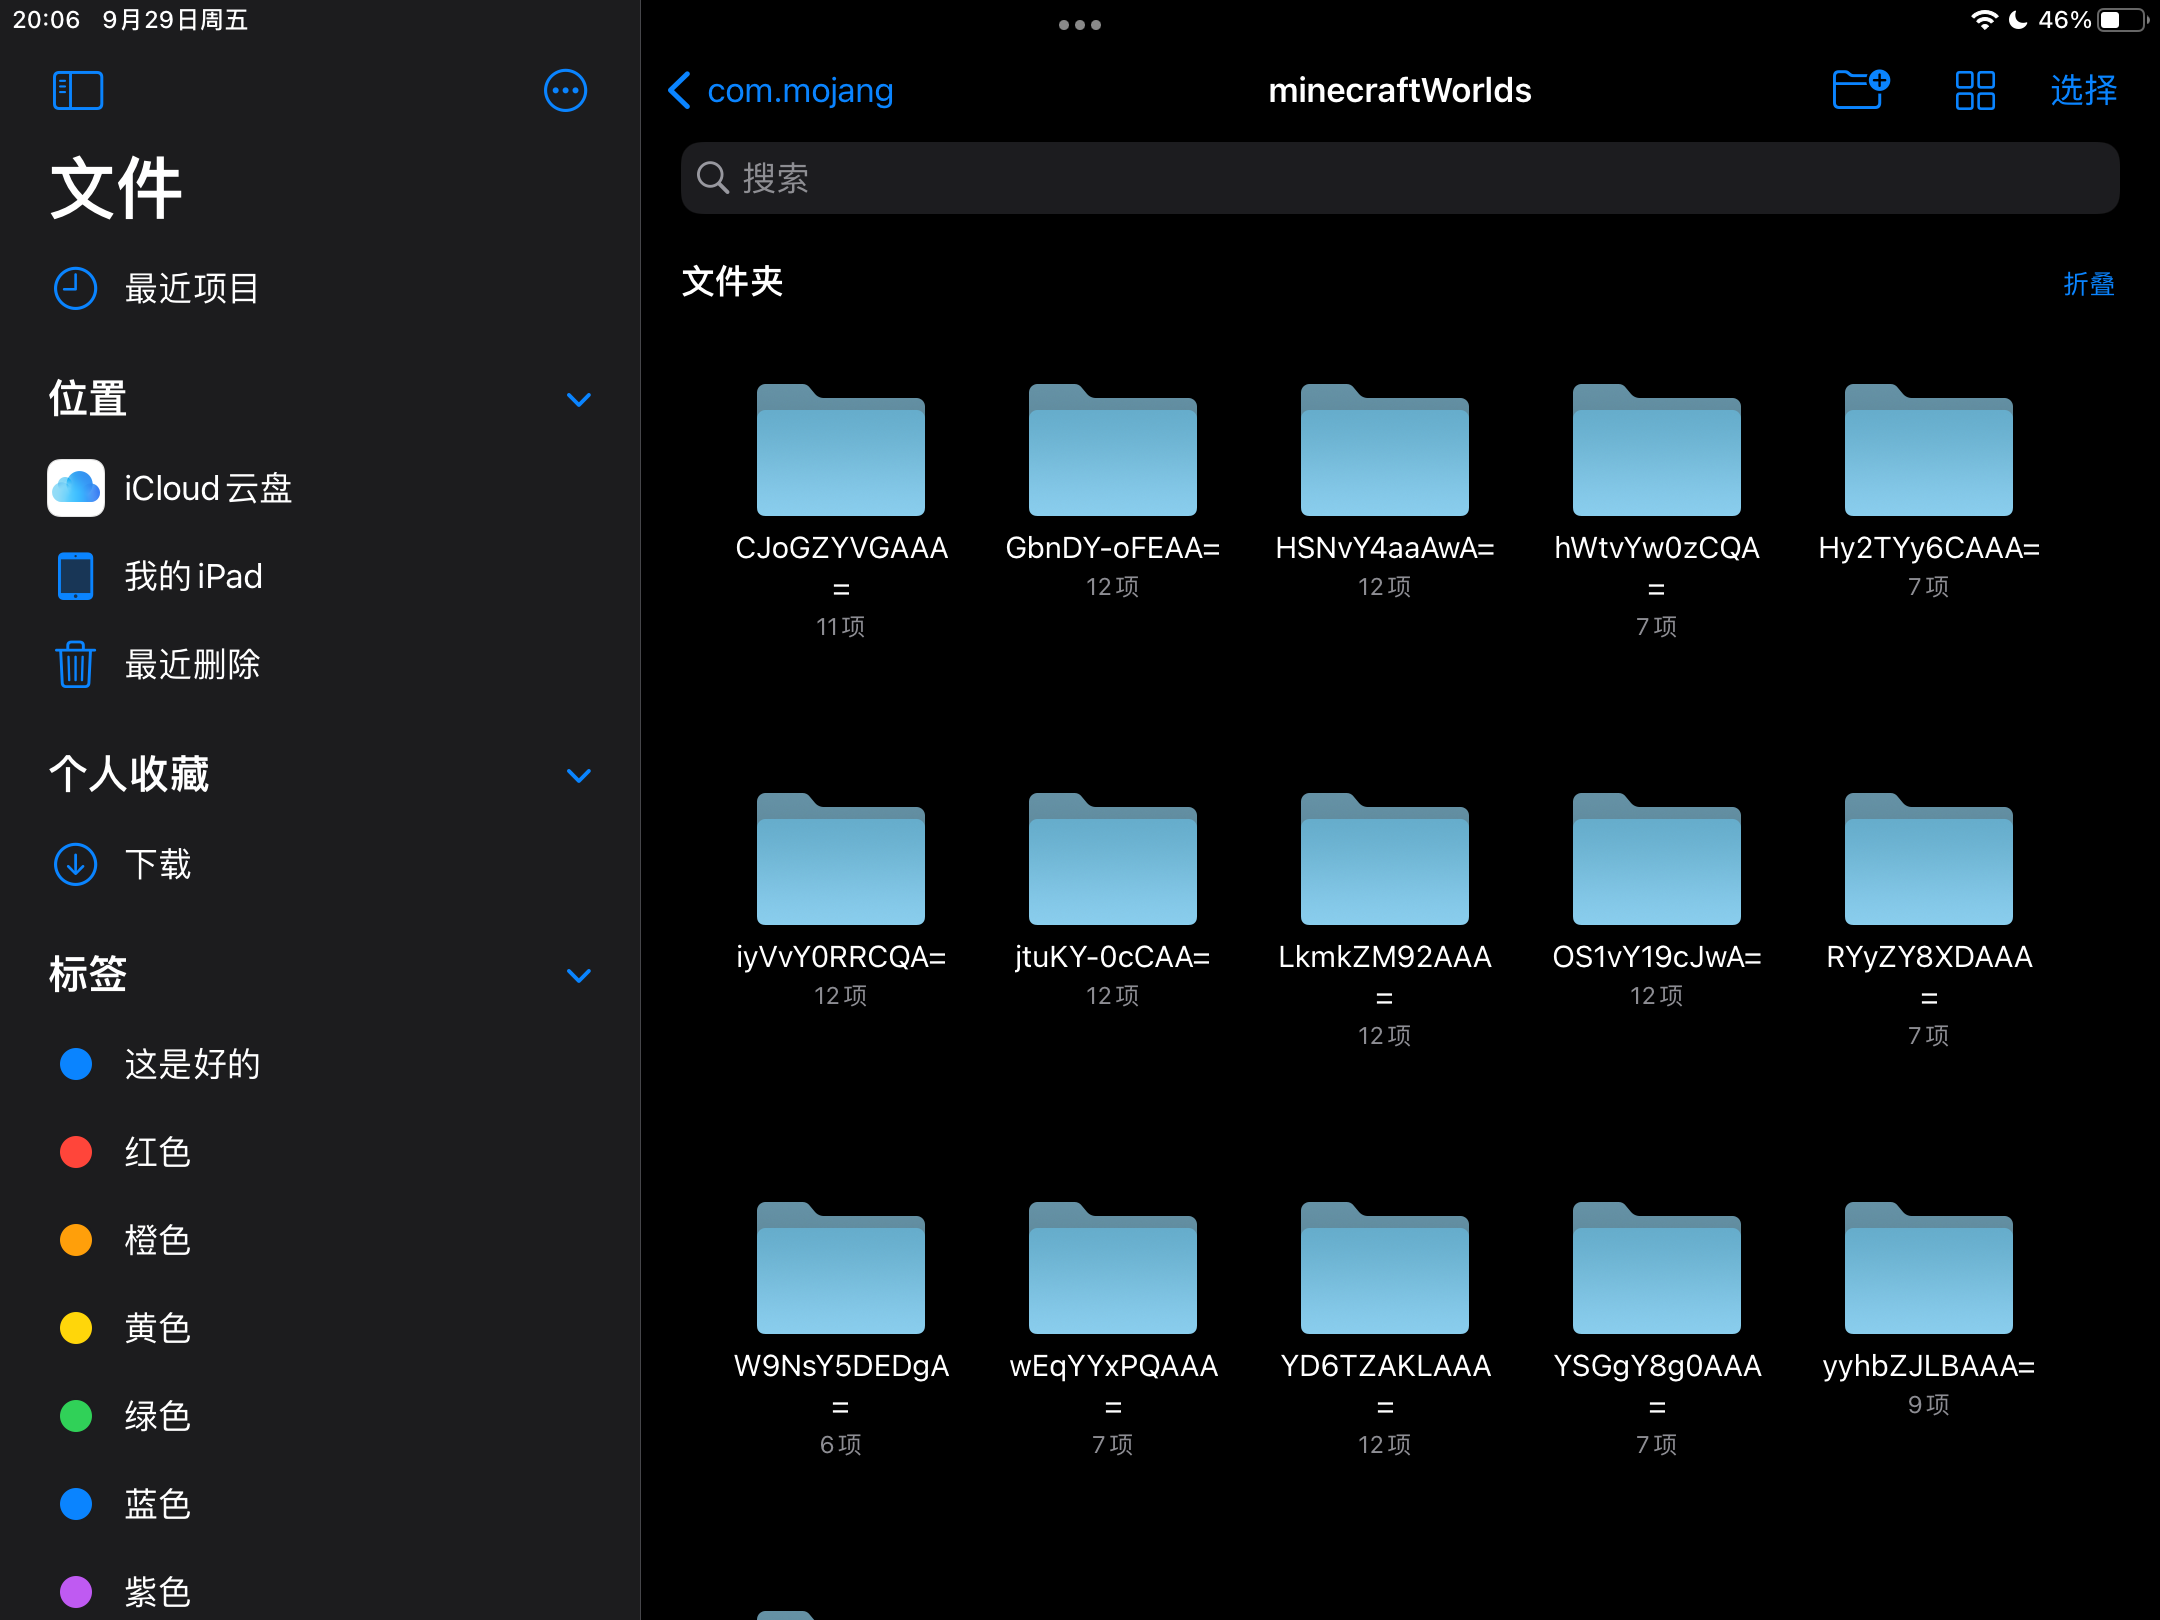 20:06 9月29日周五
46%
文件
最近项目
位置
iCloud 云盘
我的 iPad
最近删除
个人收藏
下载
标签
这是好的
红色
橙色
黄色
绿色
蓝色
紫色
com.mojang
minecraftWorlds
选择
搜索
文件夹
折叠
CJoGZYVGAAA
=
11项
GbnDY-oFEAA=
12项
HSNvY4aaAwA=
12项
hWtvYw0zCQA
=
7项
Hy2TYy6CAAA=
7项
iyVvY0RRCQA=
12项
jtuKY-0cCAA=
12项
LkmkZM92AAA
=
12项
OS1vY19cJwA=
12项
RYyZY8XDAAA
=
7项
W9NsY5DEDgA
=
6项
wEqYYxPQAAA
=
7项
YD6TZAKLAAA
=
12项
YSGgY8g0AAA
=
7项
yyhbZJLBAAA=
9项